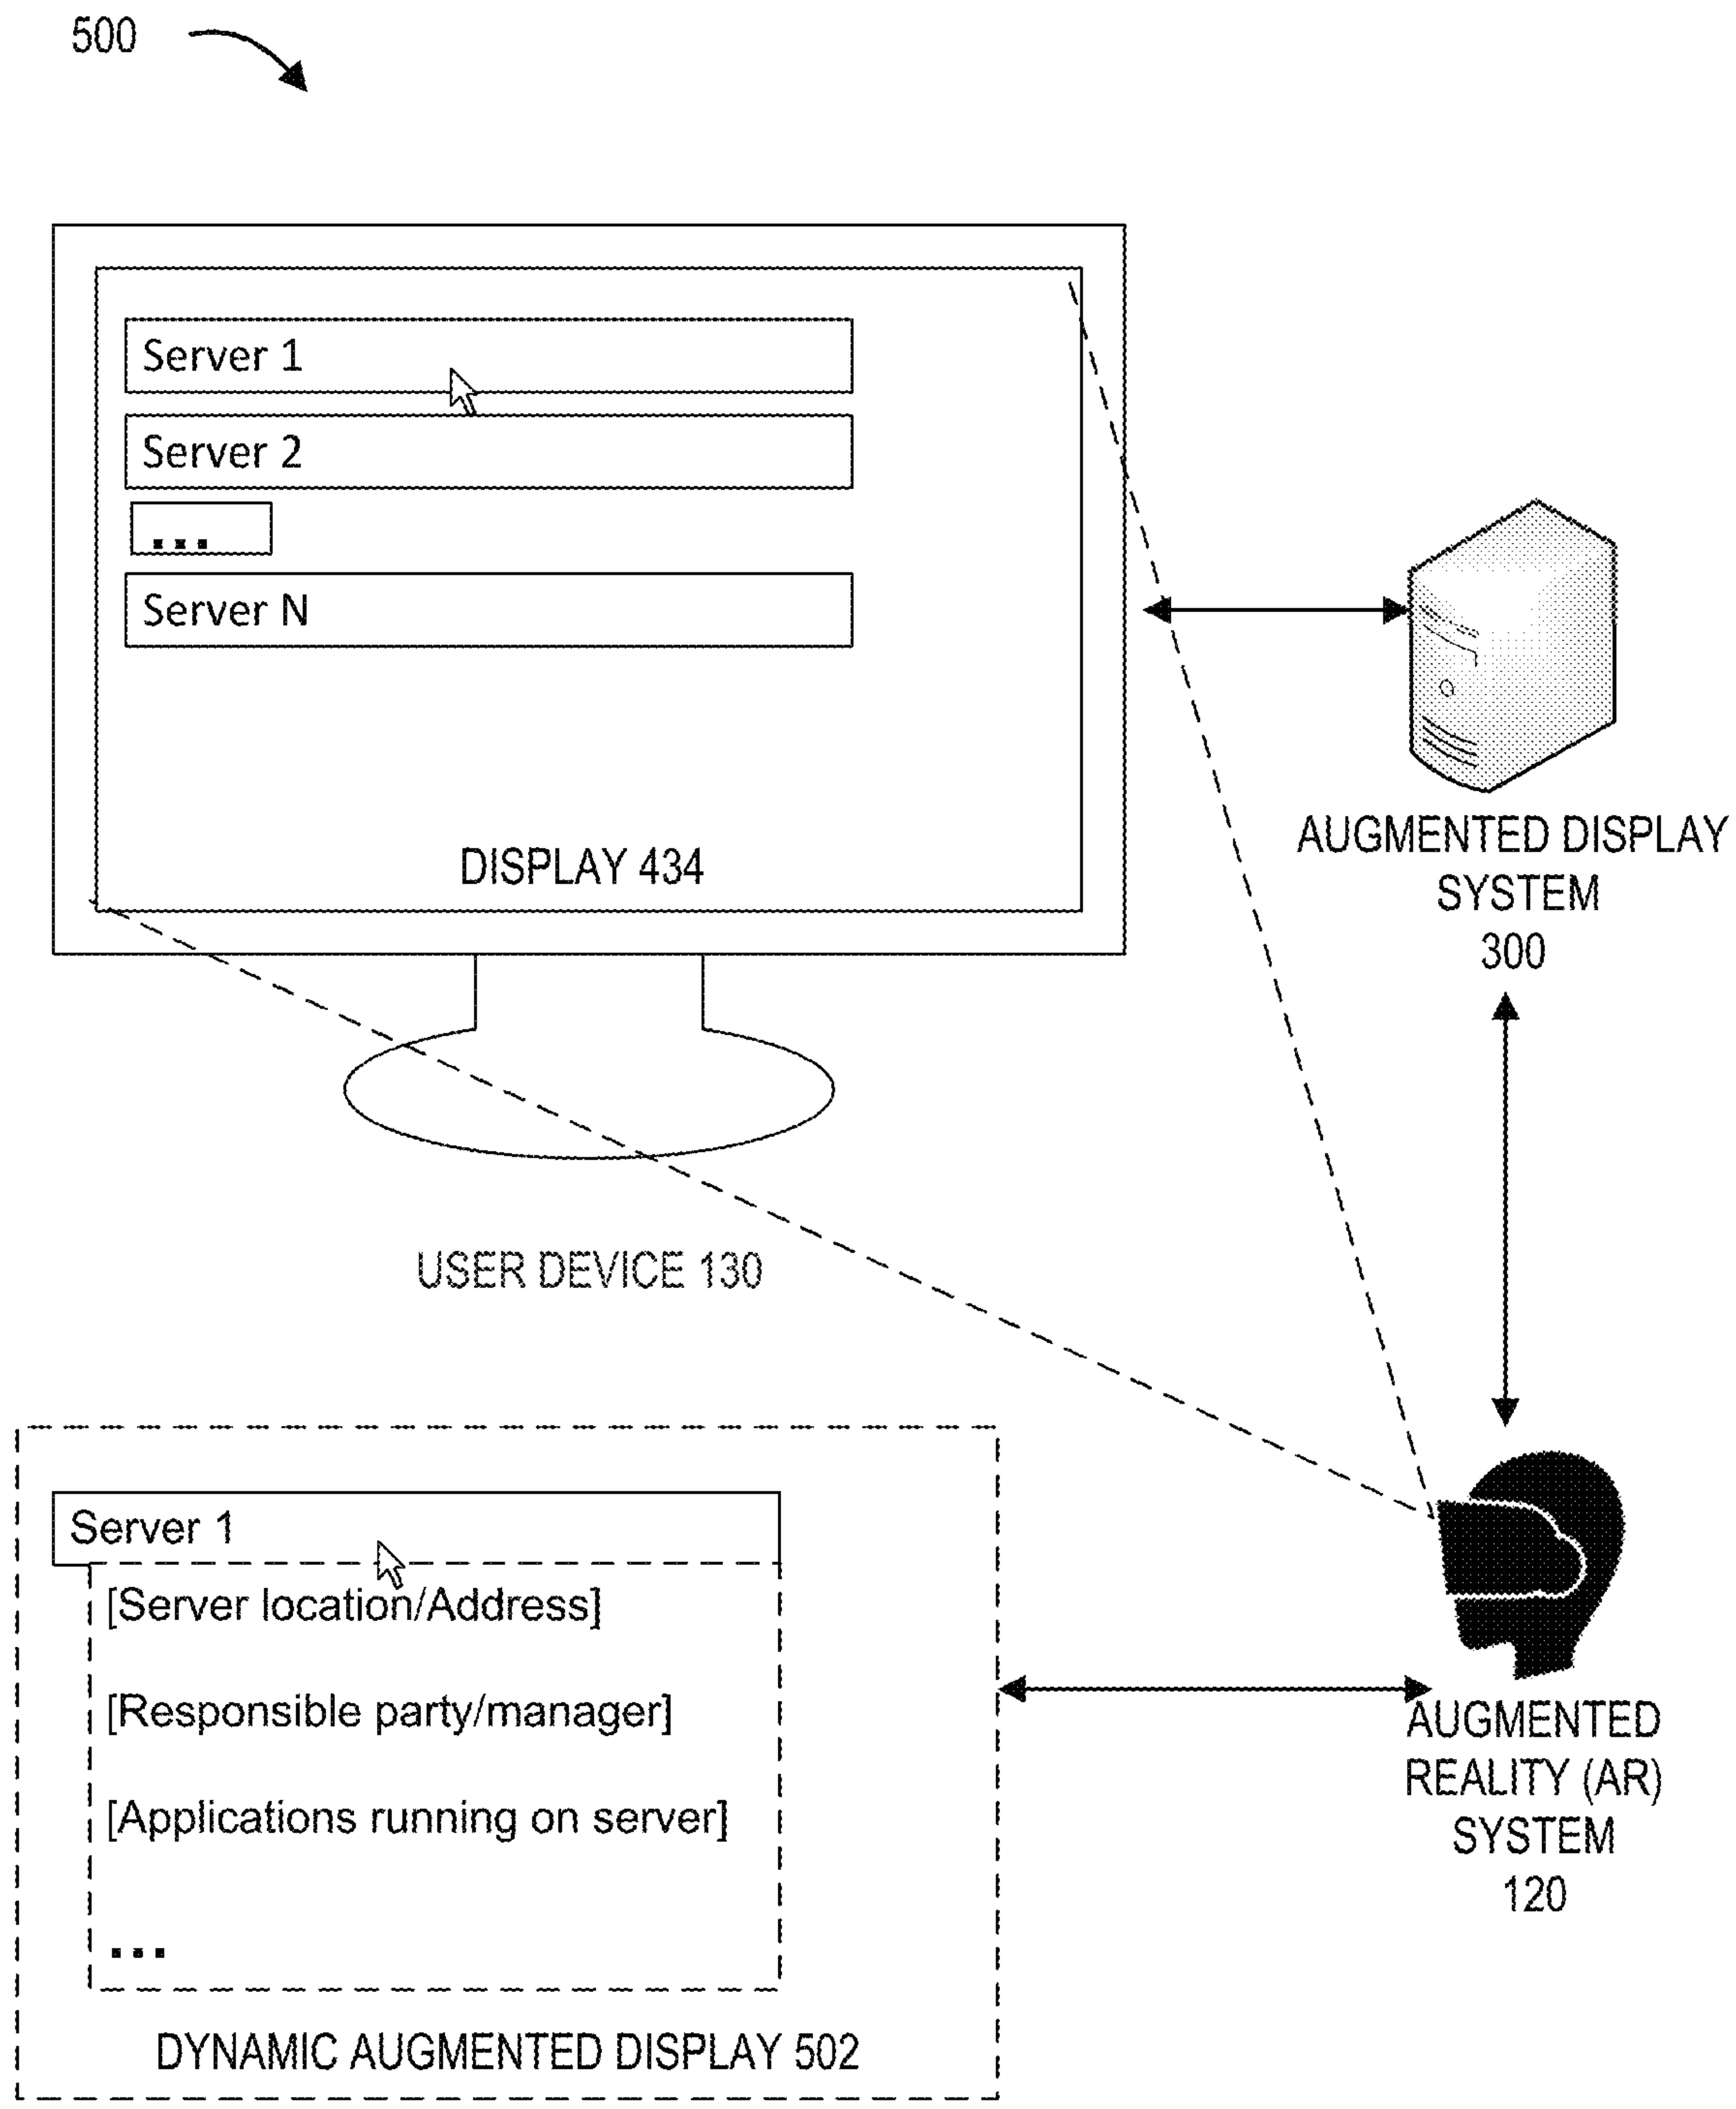 500
Server 1
Server 2
...
Server N
DISPLAY 434
AUGMENTED DISPLAY
SYSTEM
300
USER DEVICE 130
Server 1
[Server location/Address]
[Responsible party/manager]
[Applications running on server]
...
DYNAMIC AUGMENTED DISPLAY 502
AUGMENTED
REALITY (AR)
SYSTEM
120